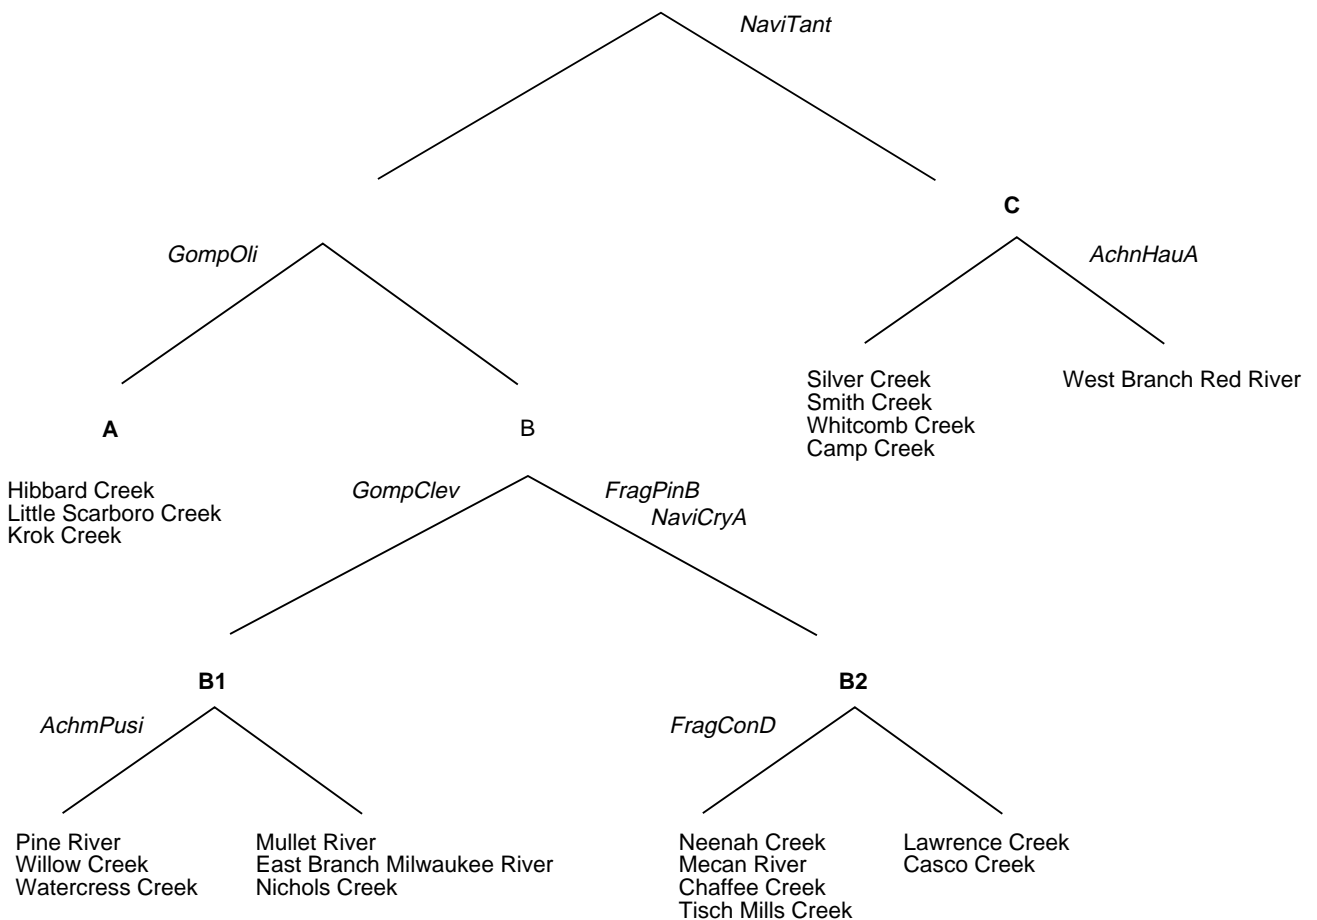 NaviTant
C
GompOli
AchnHauA
Silver Creek
Smith Creek
Whitcomb Creek
Camp Creek
West Branch Red River
A
B
Hibbard Creek
Little Scarboro Creek
Krok Creek
GompClev
FragPinB
NaviCryA
B1
B2
AchmPusi
FragConD
Pine River
Willow Creek
Watercress Creek
Mullet River
East Branch Milwaukee River
Nichols Creek
Neenah Creek
Mecan River
Chaffee Creek
Tisch Mills Creek
Lawrence Creek
Casco Creek